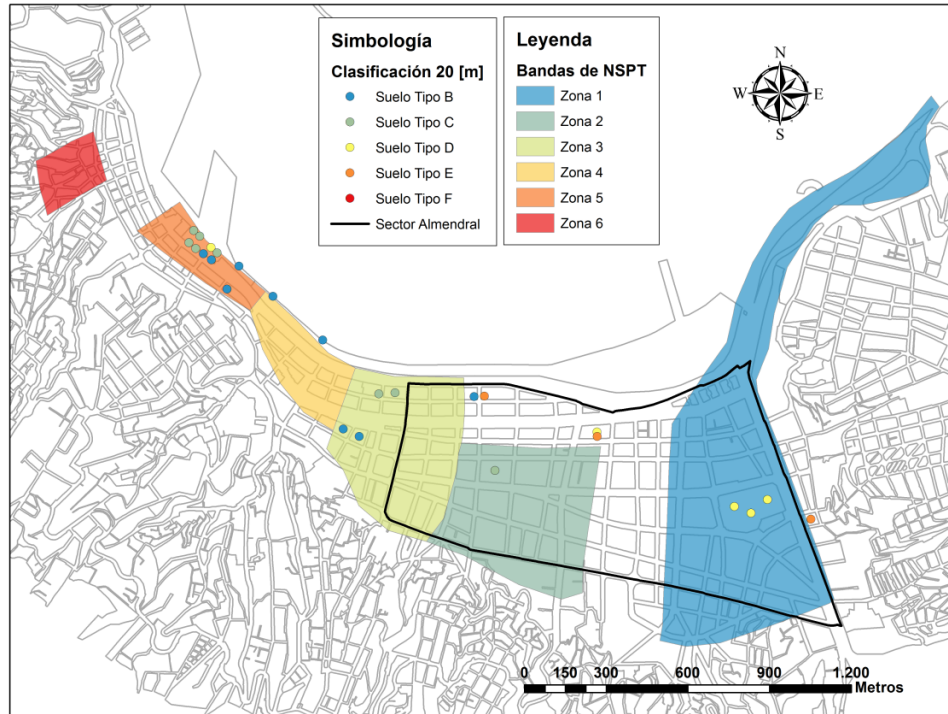 Simbología
Clasificación 20 [m]
Suelo Tipo B
Suelo Tipo C
Suelo Tipo D
Suelo Tipo E
Suelo Tipo F
Sector Almendral
Leyenda
Bandas de NSPT
Zona 1
Zona 2
Zona 3
Zona 4
Zona 5
Zona 6
N
W E
S
0 150 300 600 900 1.200
Metros